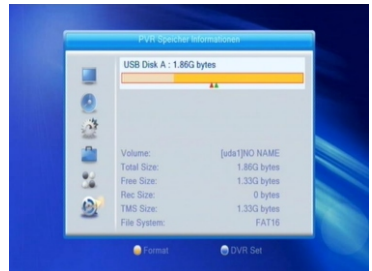 PVR Speicher Informationen
USB Disk A : 1.86G bytes
Volume: [uda1]NO NAME
Total Size: 1.86G bytes
Free Size: 1.33G bytes
Rec Size: 0 bytes
TMS Size: 1.33G bytes
File System: FAT16
Format DVR Set